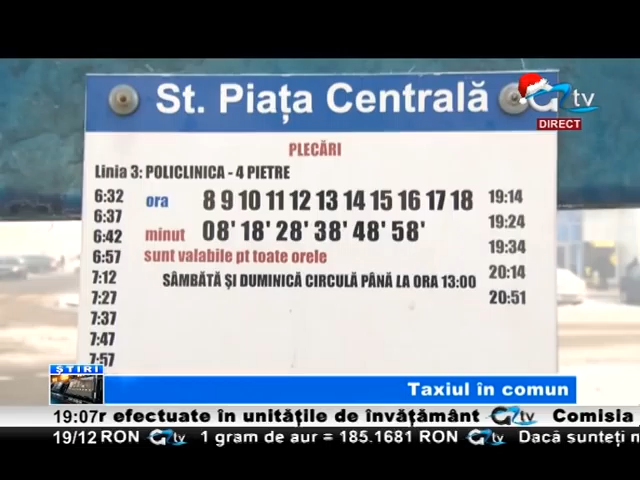 St. Piața Centrală
G tv
DIRECT
PLECĂRI
Linia 3: POLICLINICA - 4 PIETRE
6:32
6:37
6:42
6:57
7:12
7:27
7:37
7:47
7:57
ora 8 9 10 11 12 13 14 15 16 17 18
minut 08' 18' 28' 38' 48' 58'
sunt valabile pt toate orele
SÂMBĂTĂ ȘI DUMINICĂ CIRCULĂ PÂNĂ LA ORA 13:00
19:14
19:24
19:34
20:14
20:51
ȘTIRI
Taxiul în comun
19:07 r efectuate în unitățile de învățământ G tv Comisia
19/12 RON G tv 1 gram de aur = 185.1681 RON G tv Dacă sunteți n